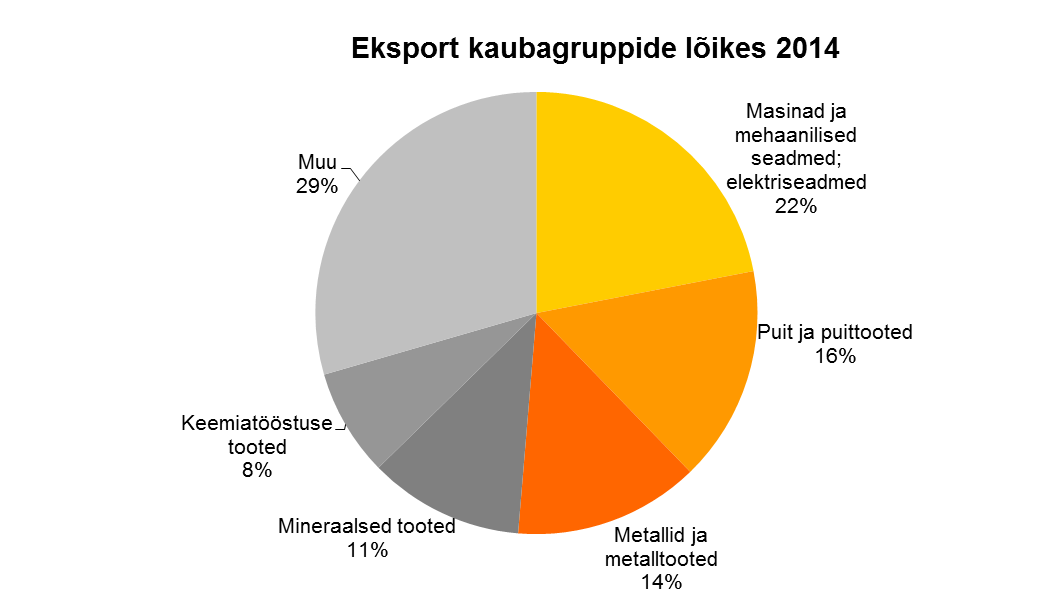 Eksport kaubagruppide lõikes 2014
Masinad ja
mehaanilised
seadmed;
elektriseadmed
22%
Puit ja puittooted
16%
Metallid ja
metalltooted
14%
Mineraalsed tooted
11%
Keemiatööstuse
tooted
8%
Muu
29%